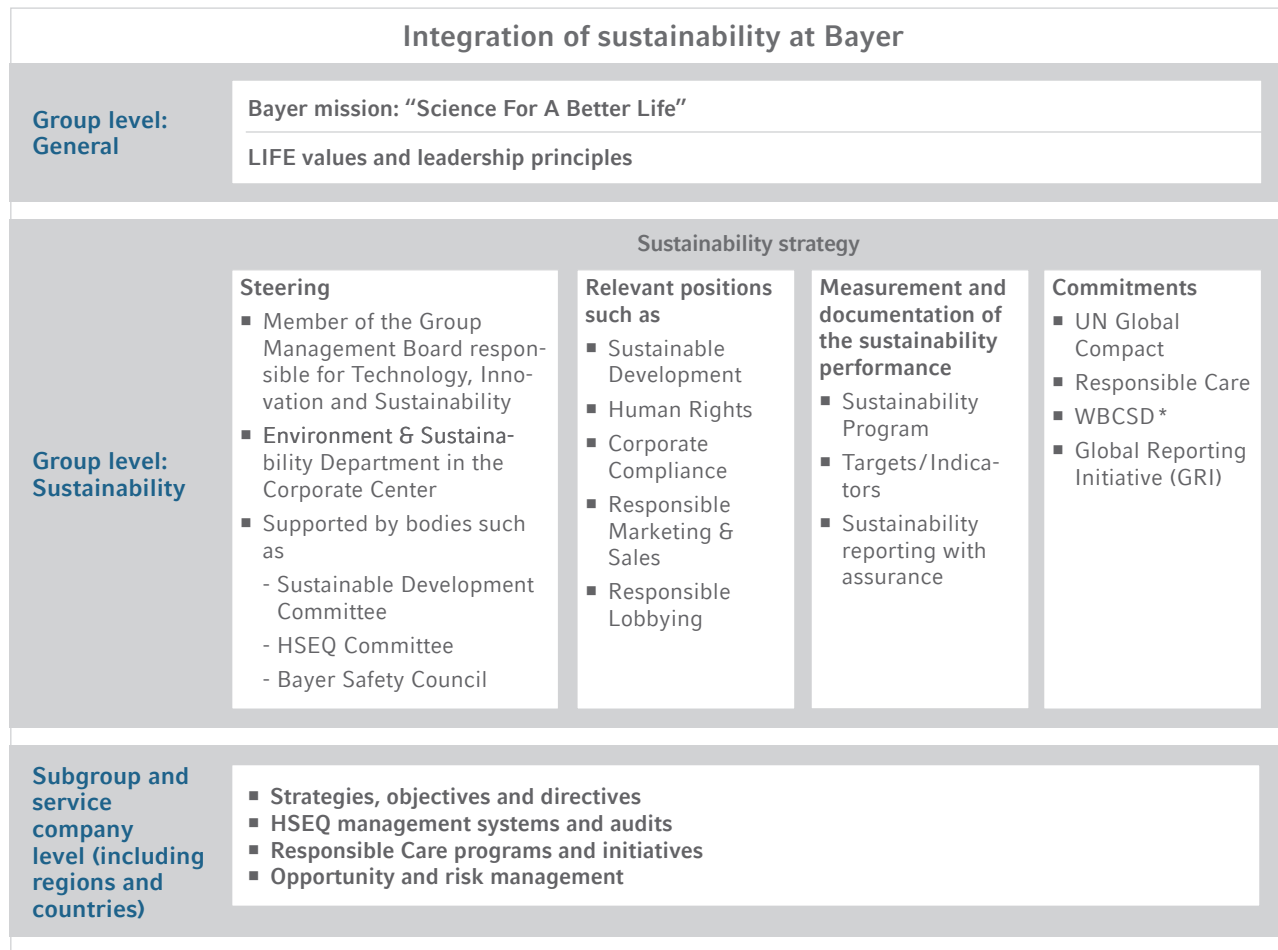 Integration of sustainability at Bayer
Group level:
General
Bayer mission: “Science For A Better Life”
LIFE values and leadership principles
Group level:
Sustainability
Sustainability strategy
Steering
■ Member of the Group
Management Board respon-
sible for Technology, Inno-
vation and Sustainability
■ Environment & Sustaina-
bility Department in the
Corporate Center
■ Supported by bodies such
as
- Sustainable Development
Committee
- HSEQ Committee
- Bayer Safety Council
Relevant positions
such as
■ Sustainable
Development
■ Human Rights
■ Corporate
Compliance
■ Responsible
Marketing &
Sales
■ Responsible
Lobbying
Measurement and
documentation of
the sustainability
performance
■ Sustainability
Program
■ Targets/Indica-
tors
■ Sustainability
reporting with
assurance
Commitments
■ UN Global
Compact
■ Responsible Care
■ WBCSD*
■ Global Reporting
Initiative (GRI)
Subgroup and
service
company
level (including
regions and
countries)
■ Strategies, objectives and directives
■ HSEQ management systems and audits
■ Responsible Care programs and initiatives
■ Opportunity and risk management